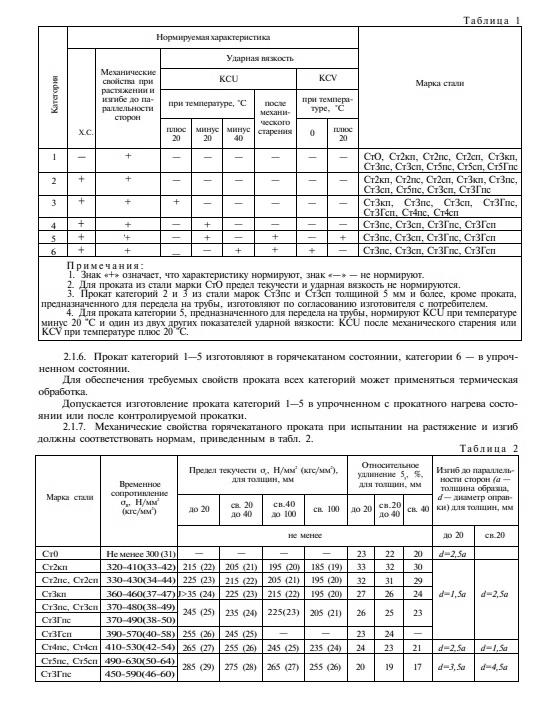 Таблица 1
Категория
Нормируемая характеристика
Марка стали
Х.С.
Механические
свойства при
растяжении и
изгибе до па-
раллельности
сторон
Ударная вязкость
KCU
KCV
при температуре, °С
после
механи-
ческого
старения
при темпера-
туре, °С
плюс
20
минус
20
минус
40
0
плюс
20
1 — + — — — — — — СтО, Ст2кп, Ст2пс, Ст2сп, Ст3кп,
Ст3пс, Ст3сп, Ст5пс, Ст5сп, Ст5Гпс
2 + + — — — — — — Ст2кп, Ст2пс, Ст2сп, Ст3кп, Ст3пс,
Ст3сп, Ст5пс, Ст3сп, Ст3Гпс
3 + + + — — — — — Ст3кп, Ст3пс, Ст3сп, Ст3Гпс,
Ст3Гсп, Ст4пс, Ст4сп
4 + + — + — — — — Ст3пс, Ст3сп, Ст3Гпс, Ст3Гсп
5 + + — + — + — + Ст3пс, Ст3сп, Ст3Гпс, Ст3Гсп
6 + + — — + + + — Ст3пс, Ст3сп, Ст3Гпс, Ст3Гсп
Примечания:
1. Знак «+» означает, что характеристику нормируют, знак «—» — не нормируют.
2. Для проката из стали марки СтО предел текучести и ударная вязкость не нормируются.
3. Прокат категорий 2 и 3 из стали марок Ст3пс и Ст3сп толщиной 5 мм и более, кроме проката,
предназначенного для передела на трубы, изготовляют по согласованию изготовителя с потребителем.
4. Для проката категории 5, предназначенного для передела на трубы, нормируют KCU при температуре
минус 20 °С и один из двух других показателей ударной вязкости: KCU после механического старения или
KCV при температуре плюс 20 °С.
2.1.6. Прокат категорий 1—5 изготовляют в горячекатаном состоянии, категории 6 — в упроч-
ненном состоянии.
Для обеспечения требуемых свойств проката всех категорий может применяться термическая
обработка.
Допускается изготовление проката категорий 1—5 в упрочненном с прокатного нагрева состо-
янии или после контролируемой прокатки.
2.1.7. Механические свойства горячекатаного проката при испытании на растяжение и изгиб
должны соответствовать нормам, приведенным в табл. 2.
Таблица 2
Марка стали
Временное
сопротивление
σв, Н/мм²
(кгс/мм²)
Предел текучести σт, Н/мм² (кгс/мм²),
для толщин, мм
Относительное
удлинение 5,, %,
для толщин, мм
Изгиб до параллель-
ности сторон (а —
толщина образца,
d — диаметр оправ-
ки) для толщин, мм
до 20
св. 20
до 40
св.40
до 100
св. 100
до 20
св.20
до 40
св. 40
не менее
до 20
св.20
Ст0 Не менее 300 (31) — — — — 23 22 20 d=2,5a
Ст2кп 320-410(33-42) 215 (22) 205 (21) 195 (20) 185 (19) 33 32 30
Ст2пс, Ст2сп 330-430(34-44) 225 (23) 215 (22) 205 (21) 195 (20) 32 31 29
Ст3кп 360-460(37-47) J>35 (24) 225 (23) 215 (22) 195 (20) 27 26 24 d=1,5a d=2,5a
Ст3пс, Ст3сп 370-480(38-49)
245 (25) 235 (24) 225(23) 205 (21) 26 25 23
Ст3Гпс 370-490(38-50)
Ст3Гсп 390-570(40-58) 255 (26) 245 (25) — — 23 24 —
Ст4пс, Ст4сп 410-530(42-54) 265 (27) 255 (26) 245 (25) 235 (24) 24 23 21 d=2,5a d=1,5a
Ст5пс, Ст5сп 490-630(50-64)
285 (29) 275 (28) 265 (27) 255 (26) 20 19 17 d=3,5a d=4,5a
Ст3Гпс 450-590(46-60)